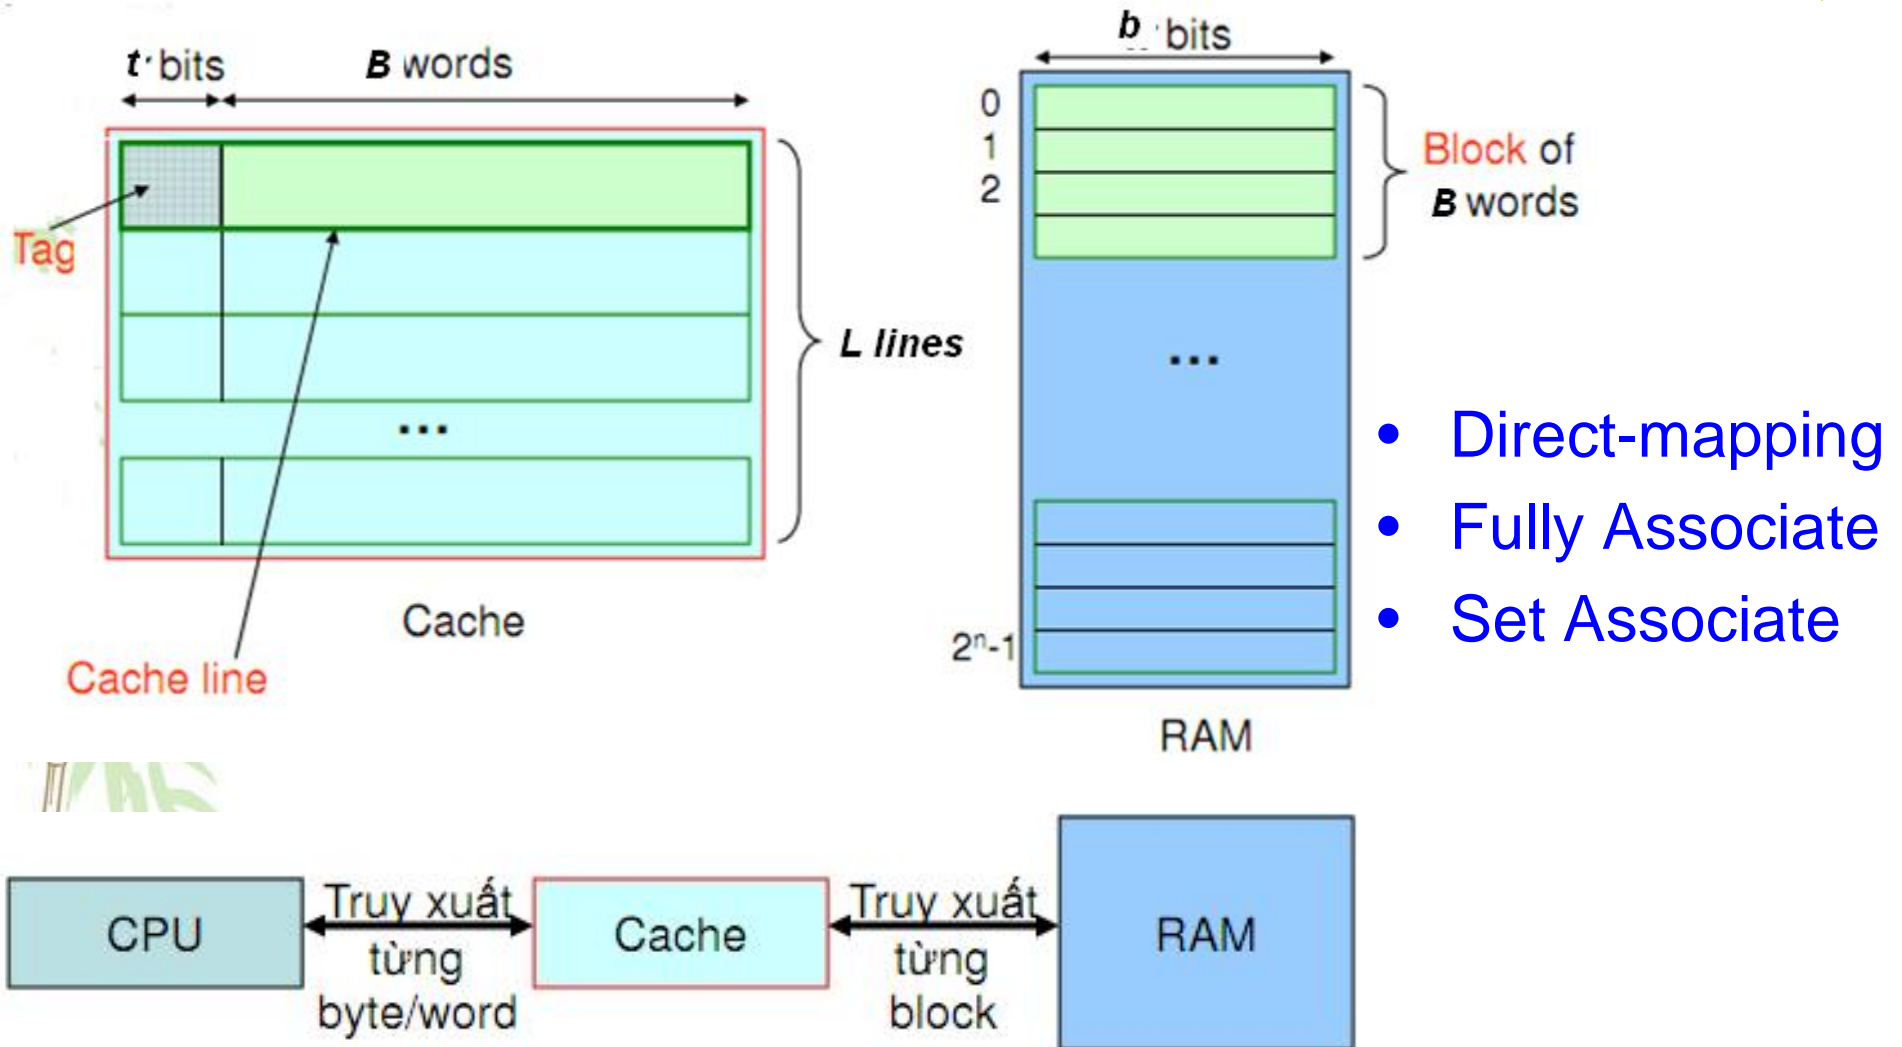 t bits
B words
Tag
L lines
...
Cache
Cache line
b bits
0
1
2
Block of
B words
...
2ⁿ-1
RAM
• Direct-mapping
• Fully Associate
• Set Associate
CPU
Truy xuất
từng
byte/word
Cache
Truy xuất
từng
block
RAM